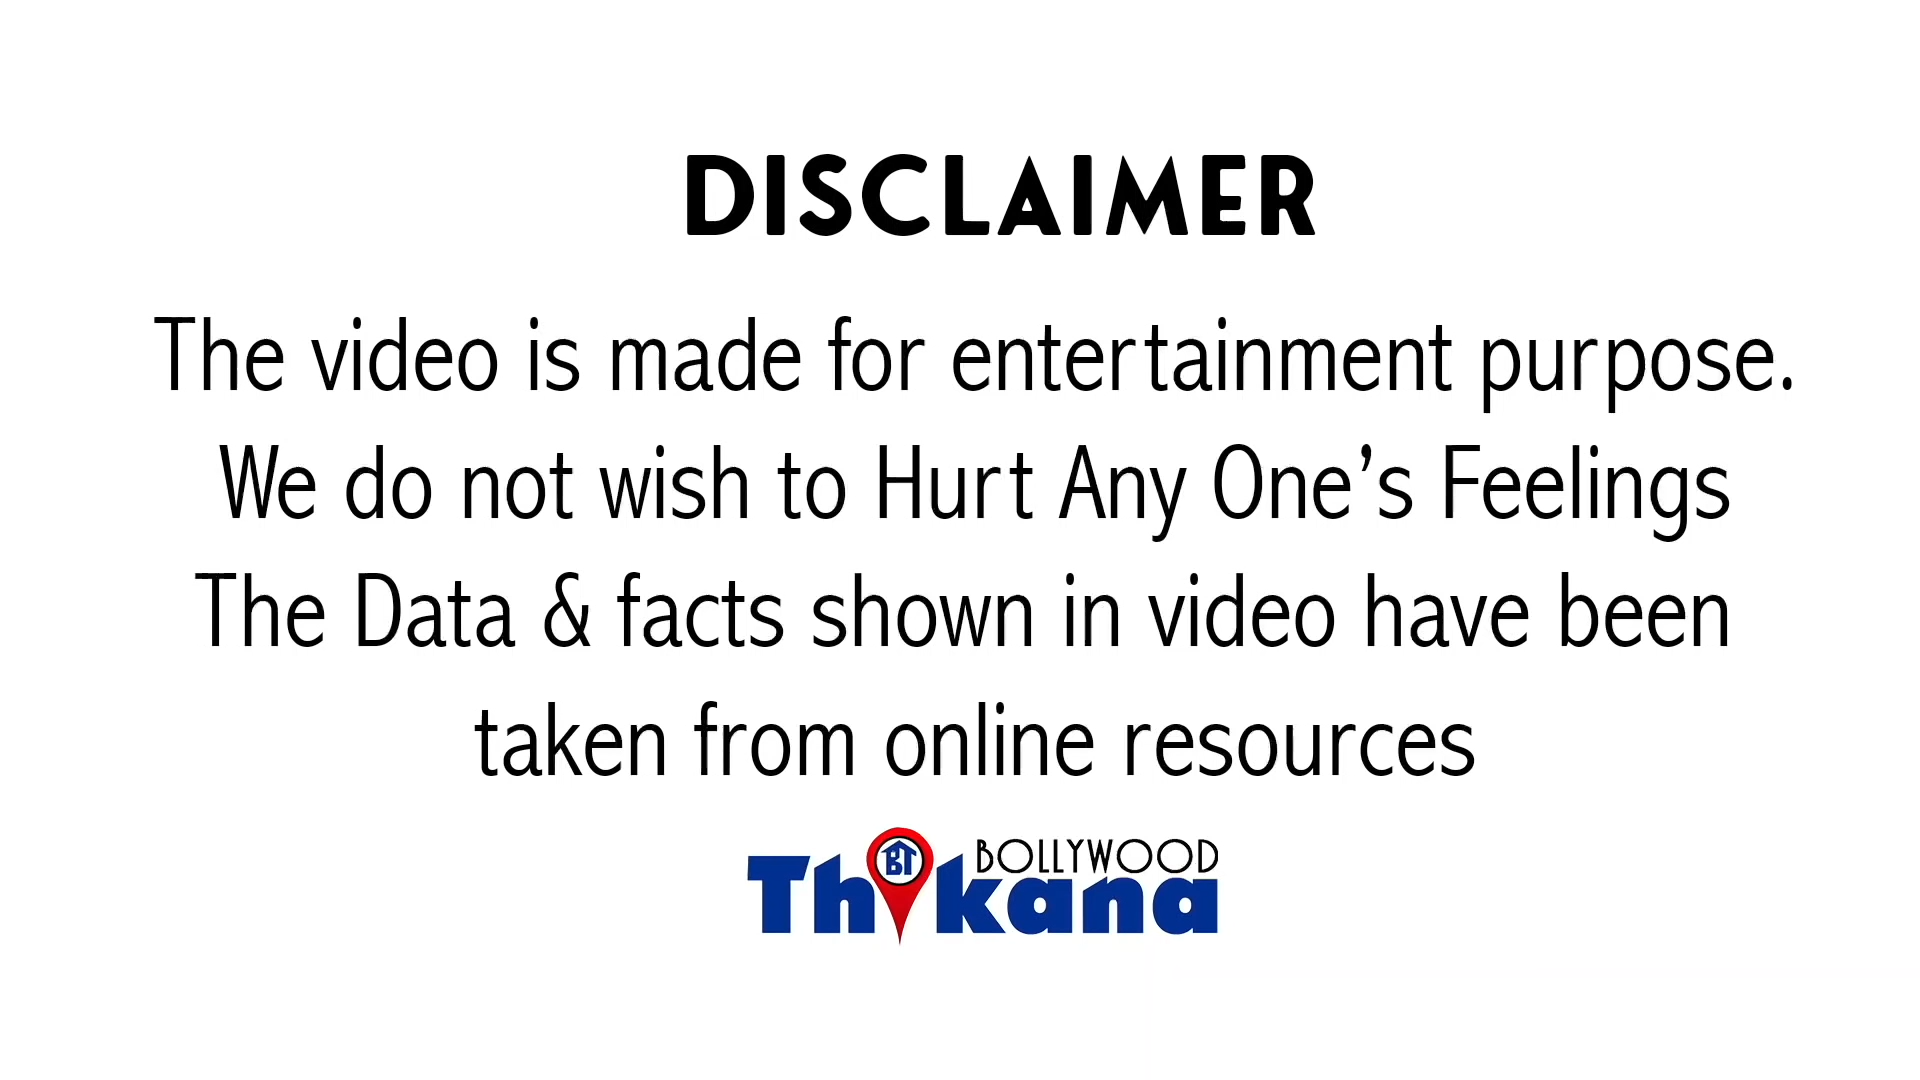 DISCLAIMER
The video is made for entertainment purpose.
We do not wish to Hurt Any One’s Feelings
The Data & facts shown in video have been
taken from online resources
BT
BOLLYWOOD
Thikana